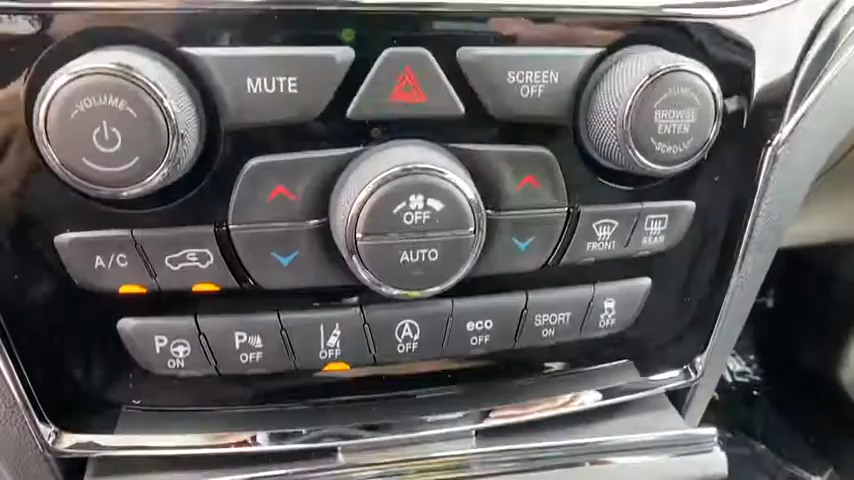 VOLUME
MUTE
SCREEN
OFF
TUNE
BROWSE
ENTER
SCROLL
OFF
AUTO
A/C
FRONT
REAR
P ON
P OFF
OFF
A OFF
eco
OFF
SPORT
ON
OFF